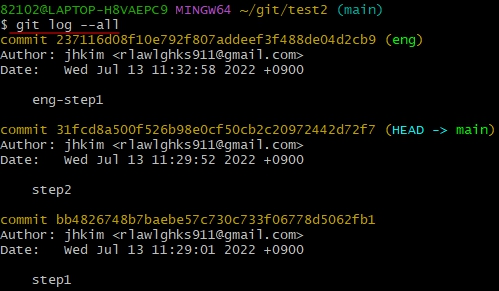 82102@LAPTOP-H8VAEPC9 MINGW64 ~/git/test2 (main)
$ git log --all
commit 237116d08f10e792f807addeef3f488de04d2cb9 (eng)
Author: jhkim <rlawlghks911@gmail.com>
Date:   Wed Jul 13 11:32:58 2022 +0900
    eng-step1
commit 31fcd8a500f526b98e0cf50cb2c20972442d72f7 (HEAD -> main)
Author: jhkim <rlawlghks911@gmail.com>
Date:   Wed Jul 13 11:29:52 2022 +0900
    step2
commit bb4826748b7baebe57c730c733f06778d5062fb1
Author: jhkim <rlawlghks911@gmail.com>
Date:   Wed Jul 13 11:29:01 2022 +0900
    step1